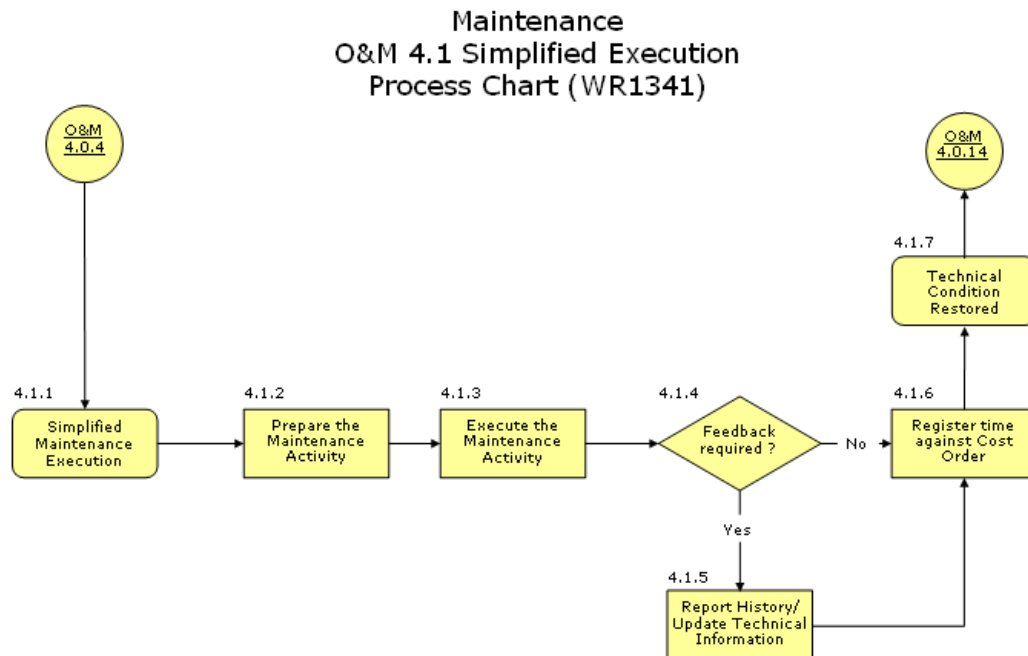 Maintenance
O&M 4.1 Simplified Execution
Process Chart (WR1341)
O&M
4.0.4
O&M
4.0.14
4.1.7
Technical
Condition
Restored
4.1.1
Simplified
Maintenance
Execution
4.1.2
Prepare the
Maintenance
Activity
4.1.3
Execute the
Maintenance
Activity
4.1.4
Feedback
required ?
No
4.1.6
Register time
against Cost
Order
Yes
4.1.5
Report History/
Update Technical
Information